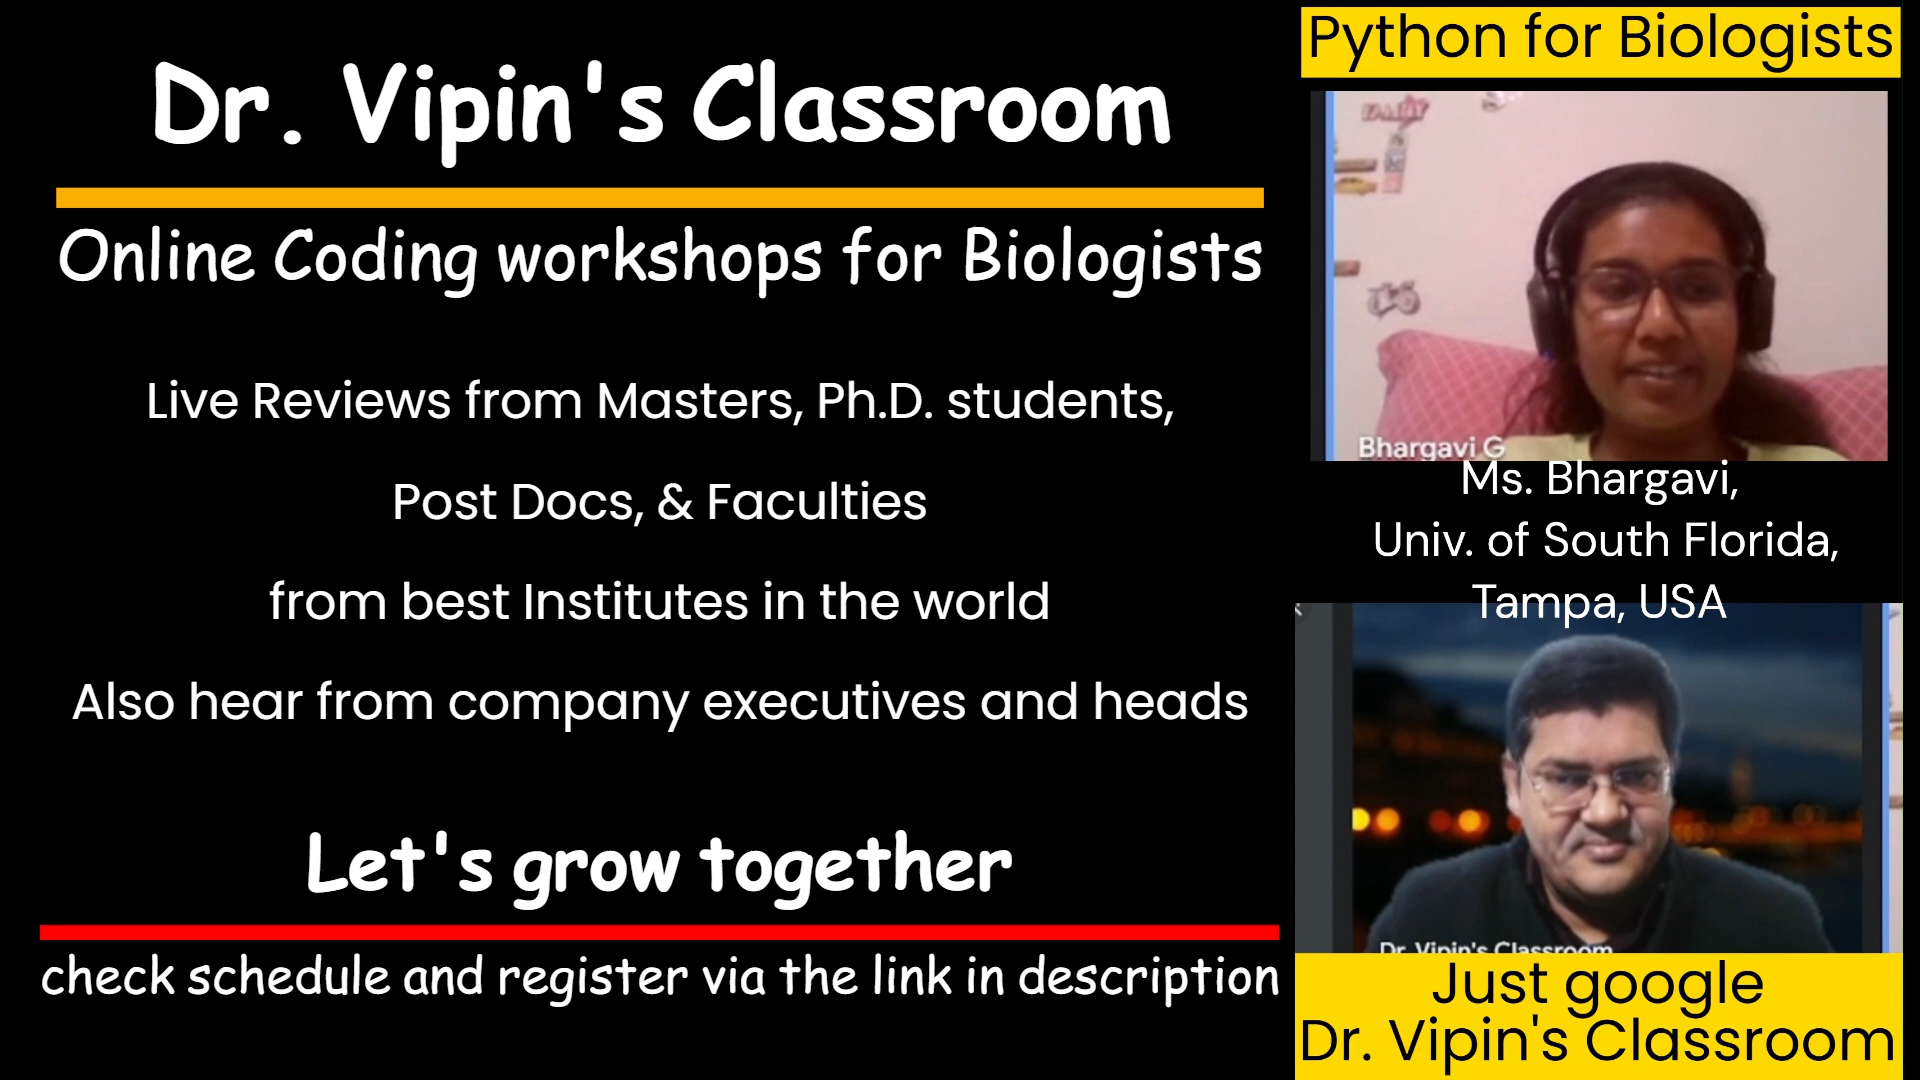 Dr. Vipin's Classroom
Online Coding workshops for Biologists
Live Reviews from Masters, Ph.D. students,
Post Docs, & Faculties
from best Institutes in the world
Also hear from company executives and heads
Let's grow together
check schedule and register via the link in description
Python for Biologists
Bhargavi G
Ms. Bhargavi,
Univ. of South Florida,
Tampa, USA
Dr. Vipin's Classroom
Just google
Dr. Vipin's Classroom